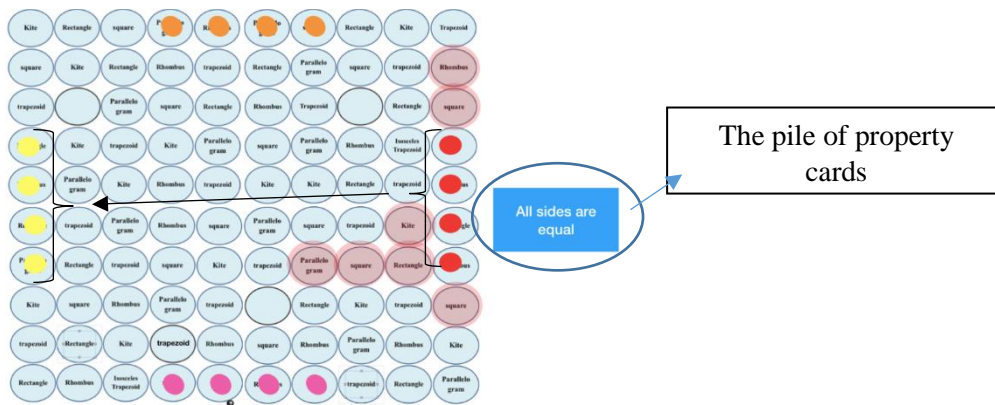 Kite Rectangle square Rectangle Kite Trapezoid
square Kite Rectangle Rhombus trapezoid Rectangle Parallelo
gram square trapezoid Rhombus
trapezoid Parallelo
gram square Rectangle Rhombus Trapezoid Rectangle square
Kite trapezoid Kite Parallelo
gram square Parallelo
gram Rhombus Isosceles
Trapezoid
Parallelo
gram Kite Rhombus trapezoid Kite Kite Rectangle trapezoid
trapezoid Parallelo
gram Rhombus square Parallelo
gram square trapezoid Kite
Rectangle trapezoid square Kite trapezoid Parallelo
gram square Rectangle
Kite square Rhombus Parallelo
gram trapezoid Rectangle Kite trapezoid square
trapezoid Rectangle Kite trapezoid Rhombus square Rhombus Parallelo
gram Rhombus Kite
Rectangle Rhombus Isosceles
Trapezoid trapezoid Rectangle Parallelo
gram
All sides are
equal
The pile of property
cards